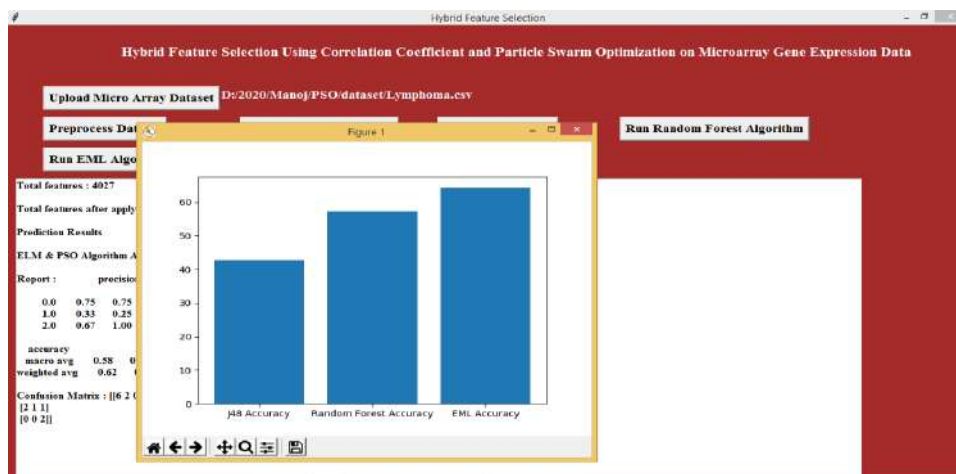 Hybrid Feature Selection
Hybrid Feature Selection Using Correlation Coefficient and Particle Swarm Optimization on Microarray Gene Expression Data
Upload Micro Array Dataset D:/2020/Manoj/PSO/dataset/Lymphoma.csv
Preprocess Dat
Run Random Forest Algorithm
Run EML Algo
Figure 1
Total features : 4027
Total features after apply
Prediction Results
ELM & PSO Algorithm A
Report : precision
0.0 0.75 0.75
1.0 0.33 0.25
2.0 0.67 1.00
accuracy
macro avg 0.58 0
weighted avg 0.62
Confusion Matrix : [[6 2 0
[2 1 1]
[0 0 2]]
60
50
40
30
20
10
0
J48 Accuracy Random Forest Accuracy EML Accuracy